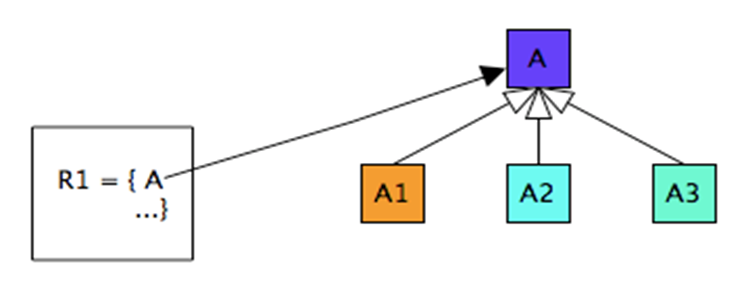 A
R1 = { A
...}
A1
A2
A3